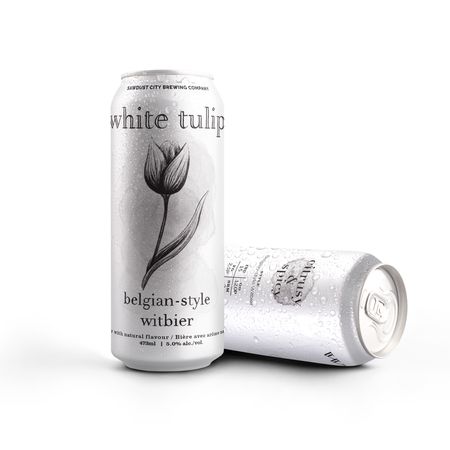 SAWDUST CITY BREWING COMPANY
white tulip
belgian-style
witbier
with natural flavour / Bière avec arôme
473ml | 5.0% alc./vol.
citrusy
&
spicy